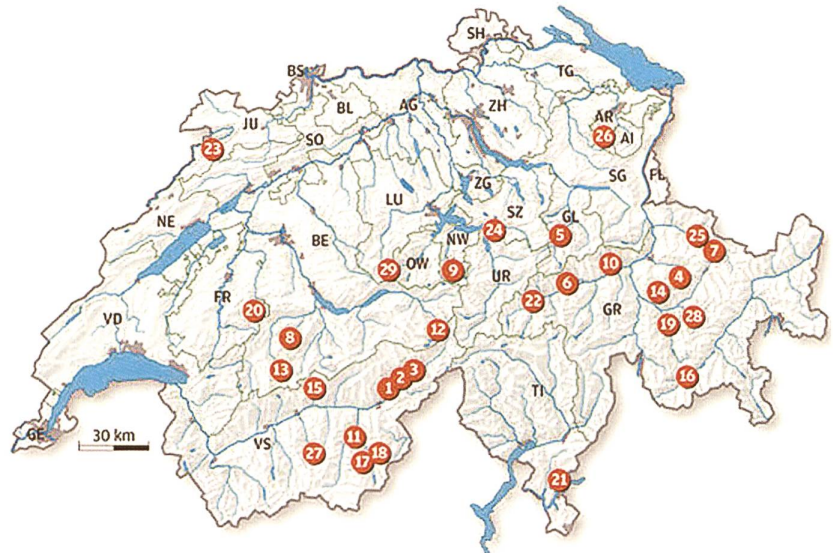 SH
BS
TG
BL
AG
ZH
JU
AR
SO
26
AI
23
ZG
SG
FL
LU
SZ
NE
GL
24
25
BE
NW
5
7
OW
29
9
UR
10
4
6
14
FR
22
20
GR
28
VD
19
12
8
13
3
16
2
15
1
TI
GE
30 km
VS
11
27
18
17
21